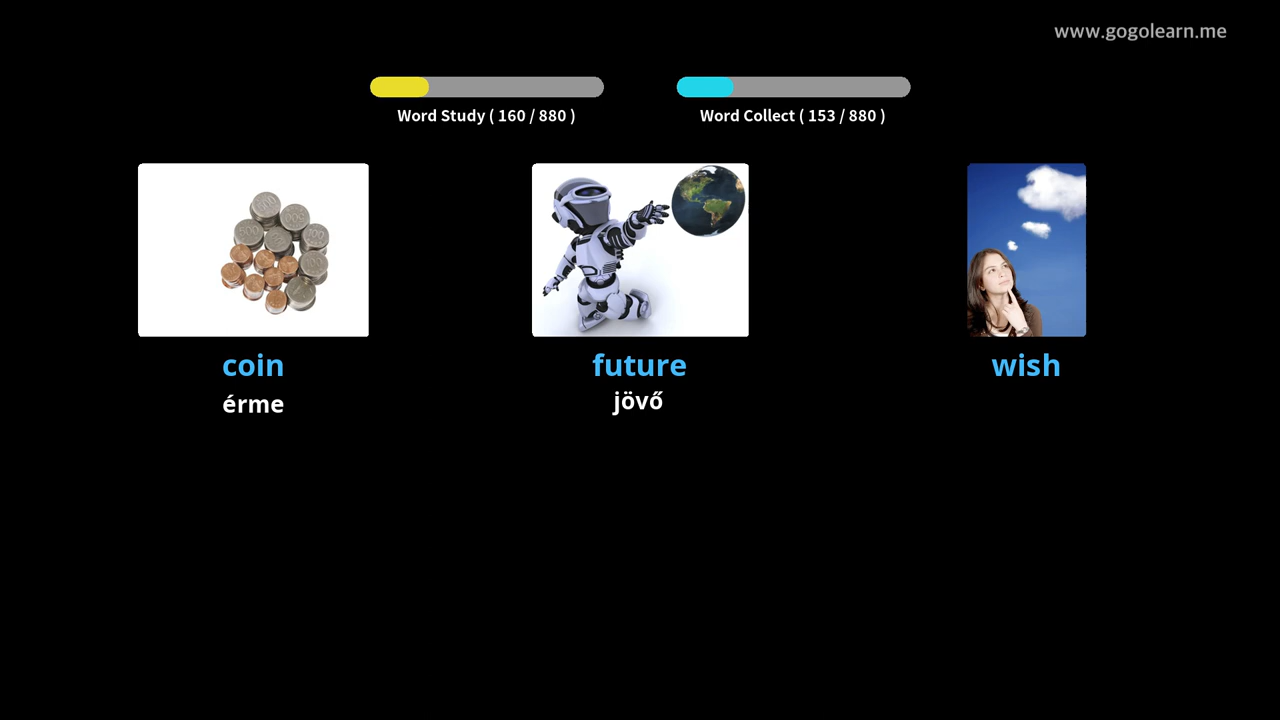 www.gogolearn.me
Word Study ( 160 / 880 )
Word Collect ( 153 / 880 )
coin
érme
future
jövő
wish